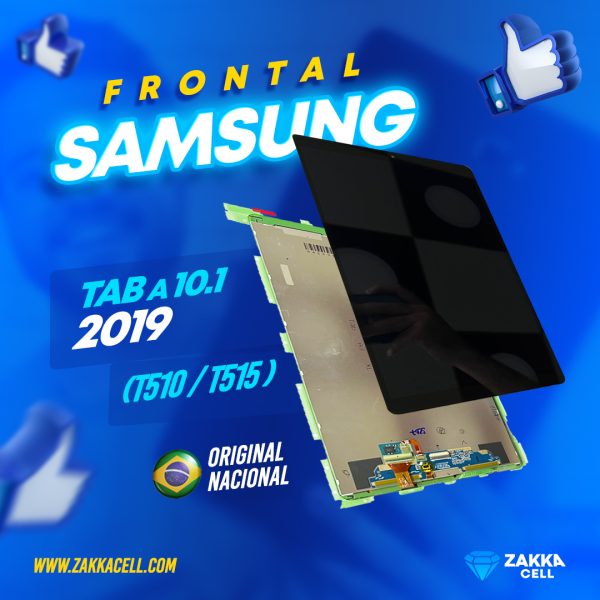 FRONTAL
SAMSUNG
TAB A 10.1
2019
(T510 / T515)
ORIGINAL
NACIONAL
WWW.ZAKKACELL.COM
ZAKKA
CELL